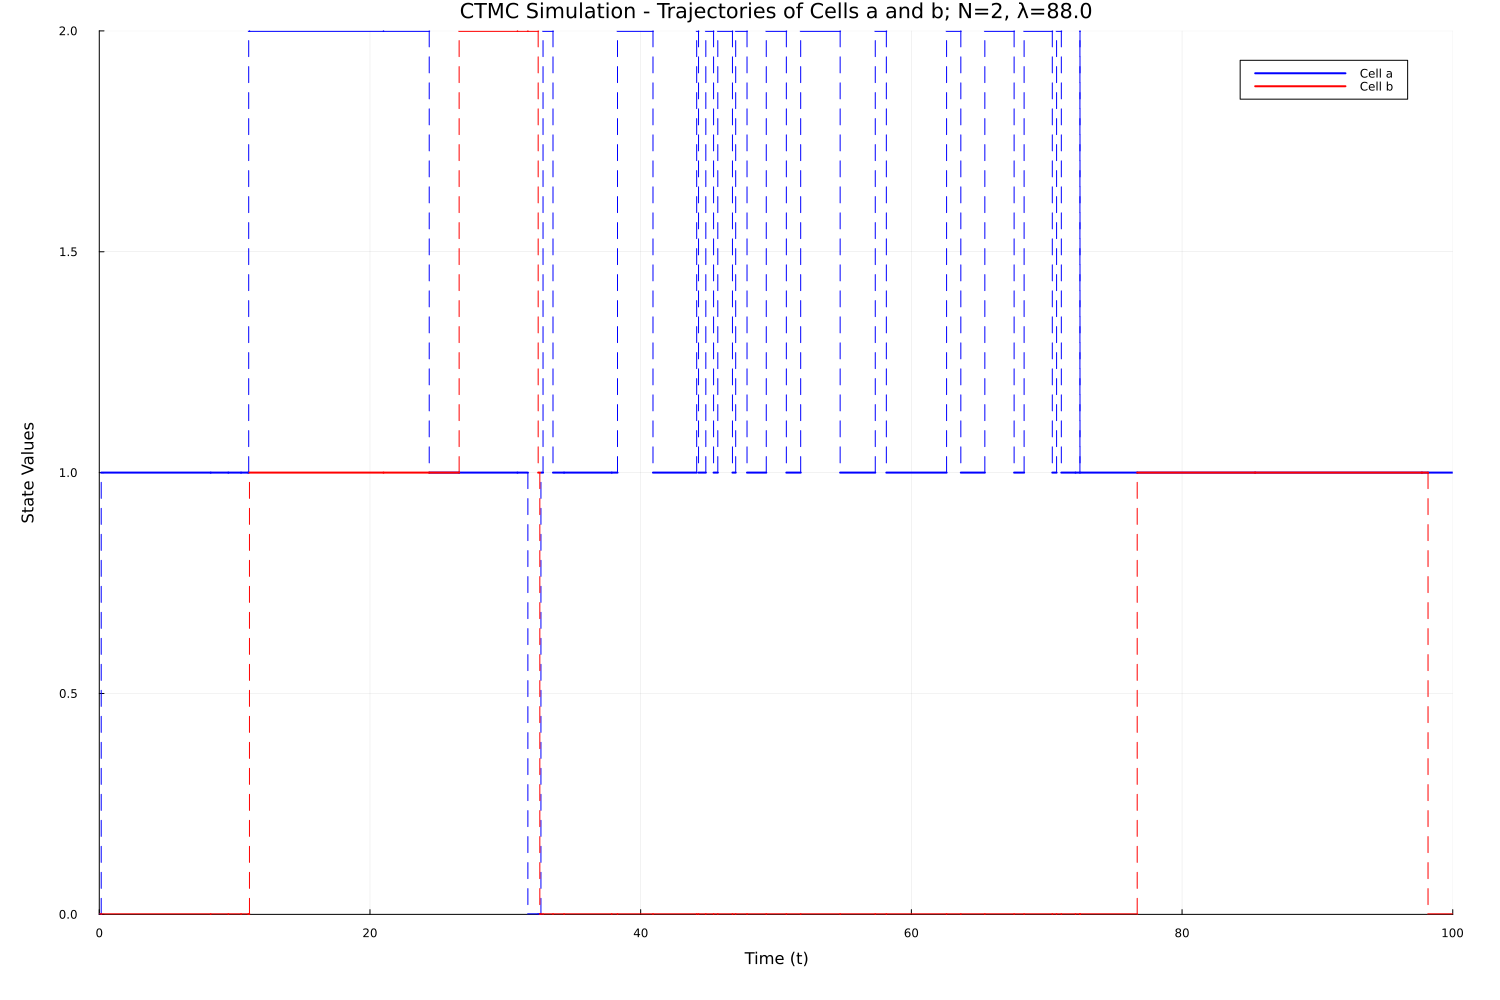 CTMC Simulation - Trajectories of Cells a and b; N=2, λ=88.0
2.0
Cell a
Cell b
1.5
1.0
State Values
0.5
0.0
0 20 40 60 80 100
Time (t)